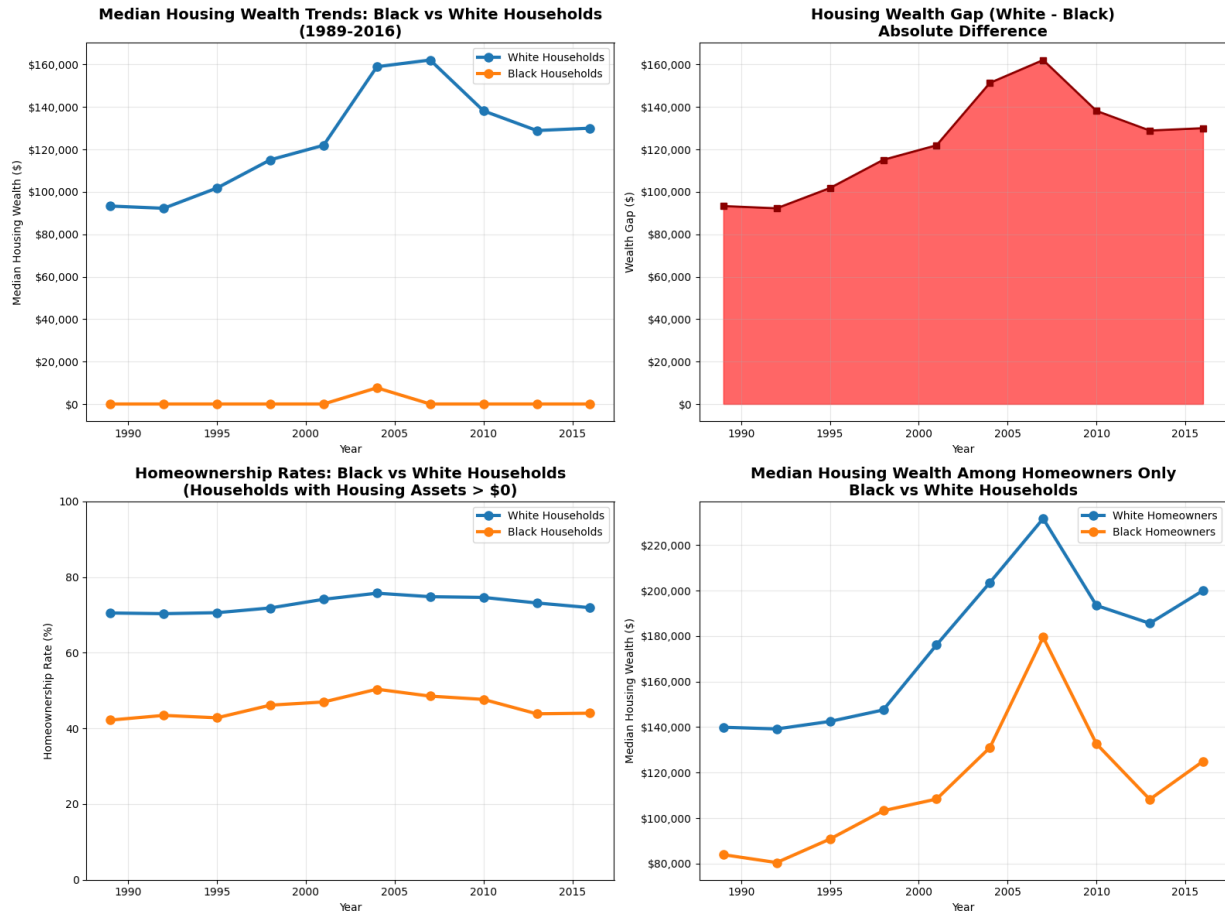 Median Housing Wealth Trends: Black vs White Households
(1989-2016)
White Households
Black Households
$160,000
$140,000
$120,000
$100,000
$80,000
$60,000
$40,000
$20,000
$0
Median Housing Wealth ($)
1990
1995
2000
2005
2010
2015
Year
Housing Wealth Gap (White - Black)
Absolute Difference
$160,000
$140,000
$120,000
$100,000
$80,000
$60,000
$40,000
$20,000
$0
Wealth Gap ($)
1990
1995
2000
2005
2010
2015
Year
Homeownership Rates: Black vs White Households
(Households with Housing Assets > $0)
White Households
Black Households
100
80
60
40
20
0
Homeownership Rate (%)
1990
1995
2000
2005
2010
2015
Year
Median Housing Wealth Among Homeowners Only
Black vs White Households
White Homeowners
Black Homeowners
$220,000
$200,000
$180,000
$160,000
$140,000
$120,000
$100,000
$80,000
Median Housing Wealth ($)
1990
1995
2000
2005
2010
2015
Year